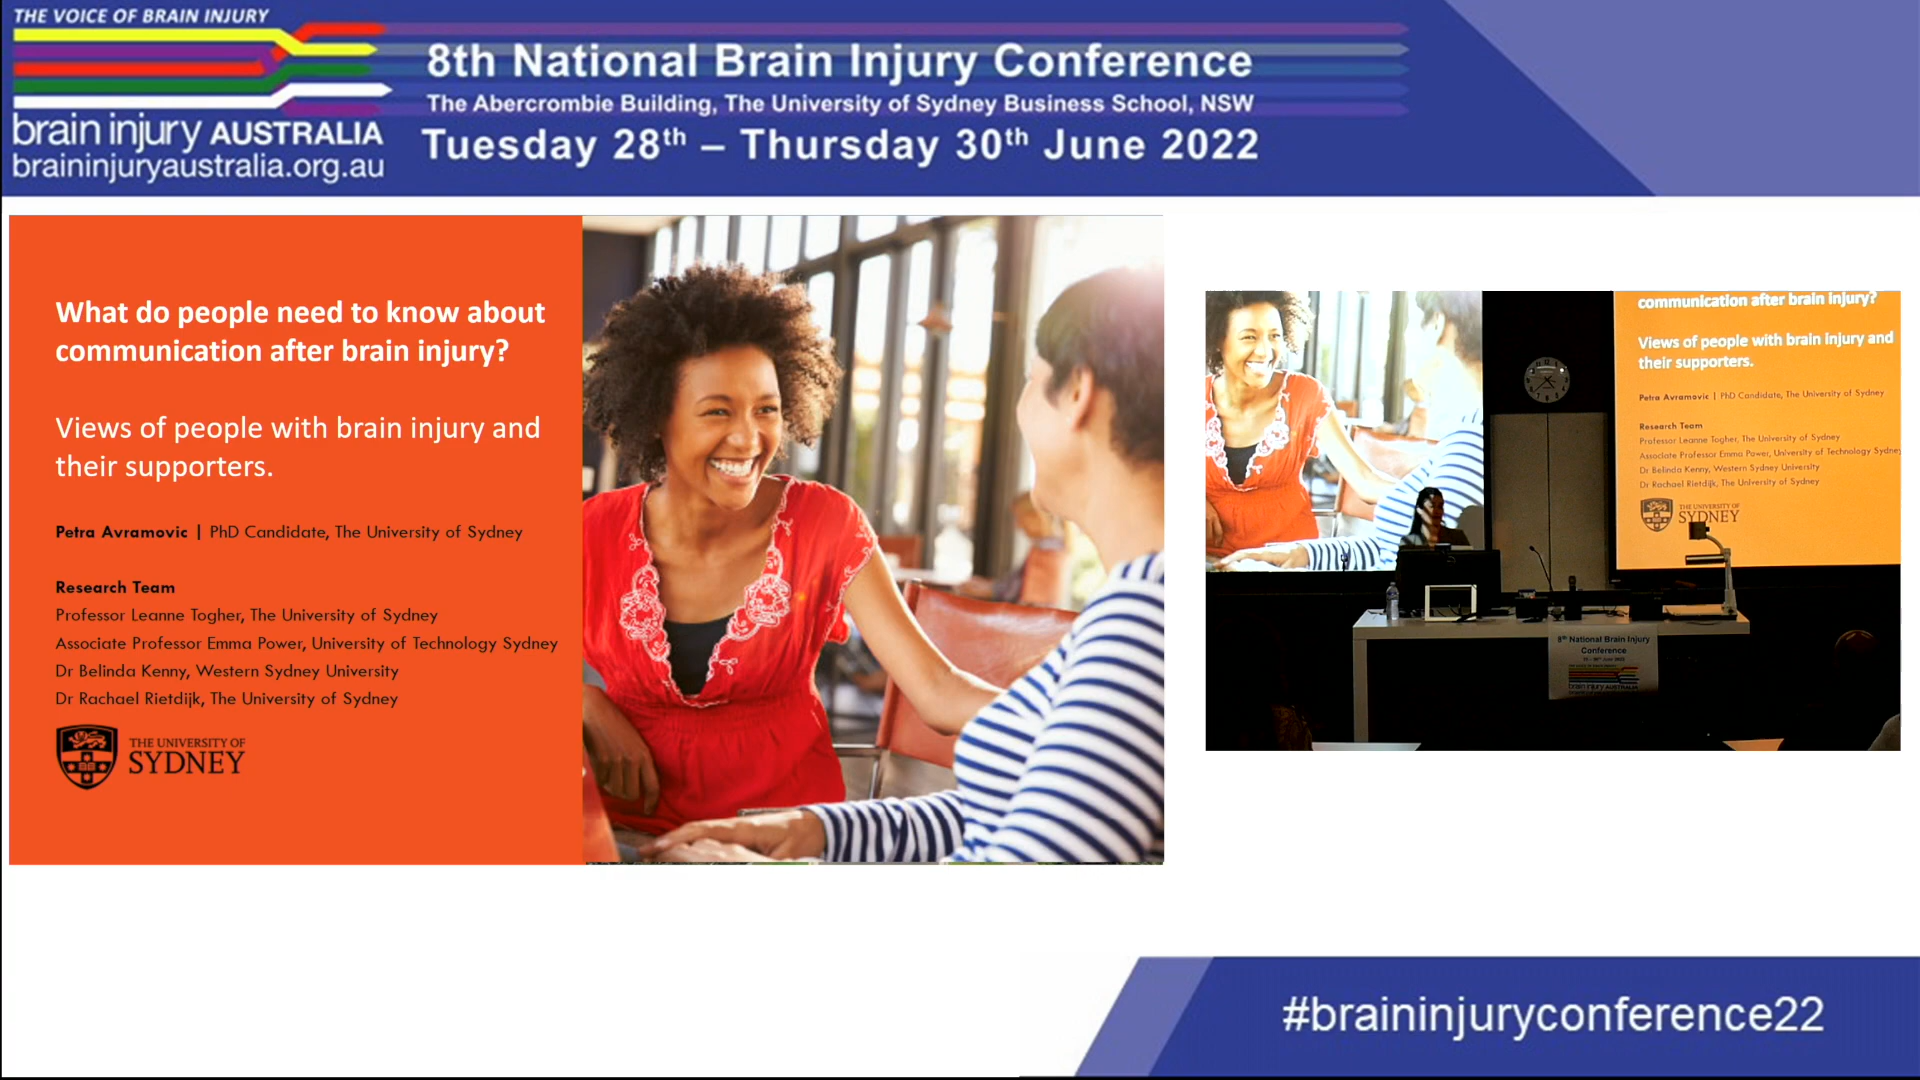 THE VOICE OF BRAIN INJURY
brain injury AUSTRALIA
braininjuryaustralia.org.au
8th National Brain Injury Conference
The Abercrombie Building, The University of Sydney Business School, NSW
Tuesday 28th – Thursday 30th June 2022
What do people need to know about
communication after brain injury?
Views of people with brain injury and
their supporters.
Petra Avramovic | PhD Candidate, The University of Sydney
Research Team
Professor Leanne Togher, The University of Sydney
Associate Professor Emma Power, University of Technology Sydney
Dr Belinda Kenny, Western Sydney University
Dr Rachael Rietdijk, The University of Sydney
THE UNIVERSITY OF
SYDNEY
communication after brain injury?
Views of people with brain injury and
their supporters.
Petra Avramovic | PhD Candidate, The University of Sydney
Research Team
Professor Leanne Togher, The University of Sydney
Associate Professor Emma Power, University of Technology Sydney
Dr Belinda Kenny, Western Sydney University
Dr Rachael Rietdijk, The University of Sydney
THE UNIVERSITY OF
SYDNEY
8th National Brain Injury
Conference
brain injury AUSTRALIA
#braininjuryconference22